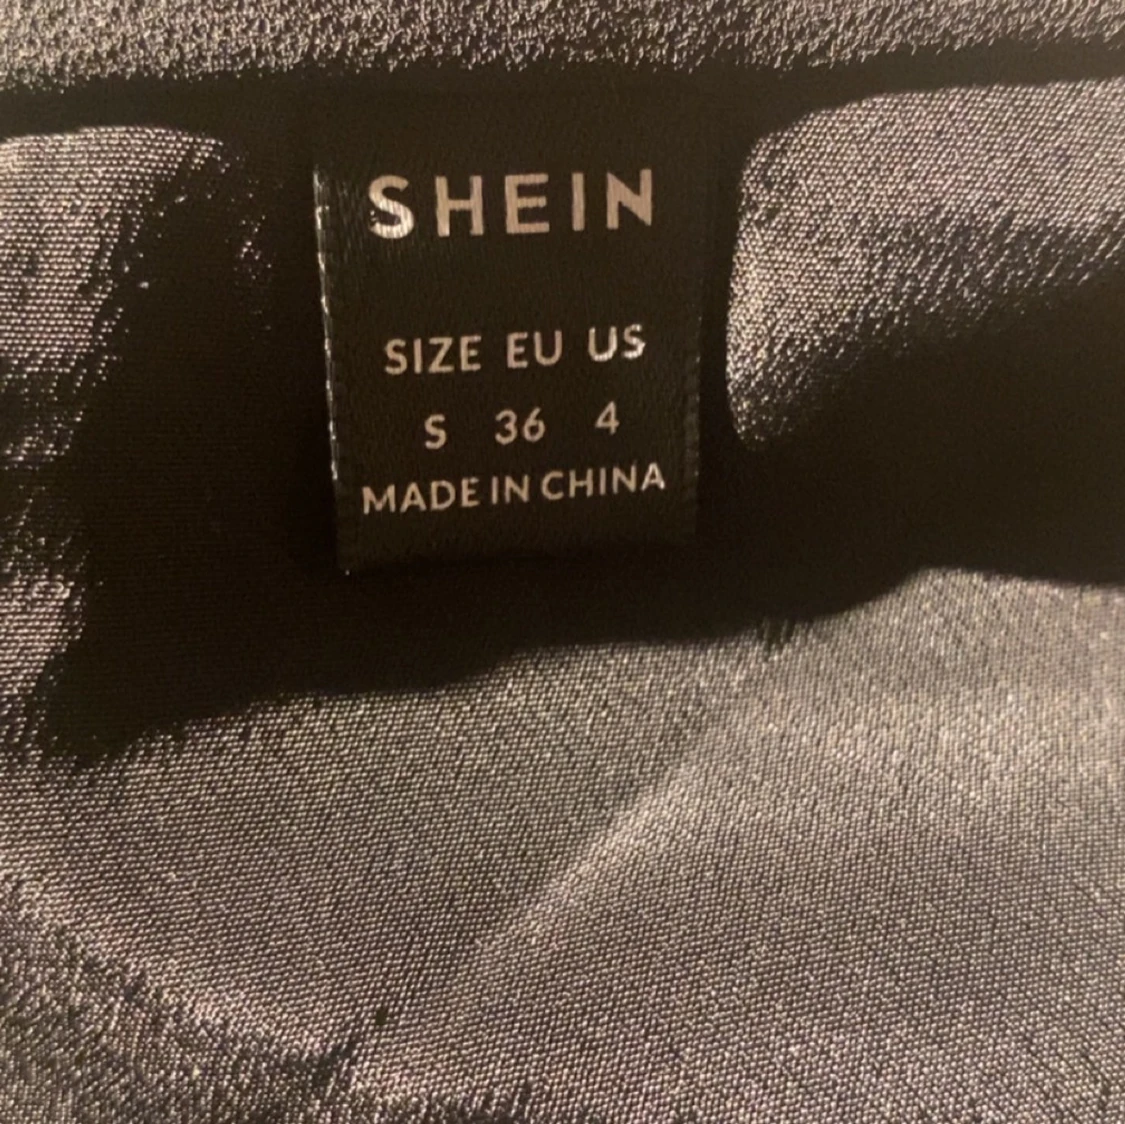 SHEIN
SIZE EU US
S 36 4
MADE IN CHINA